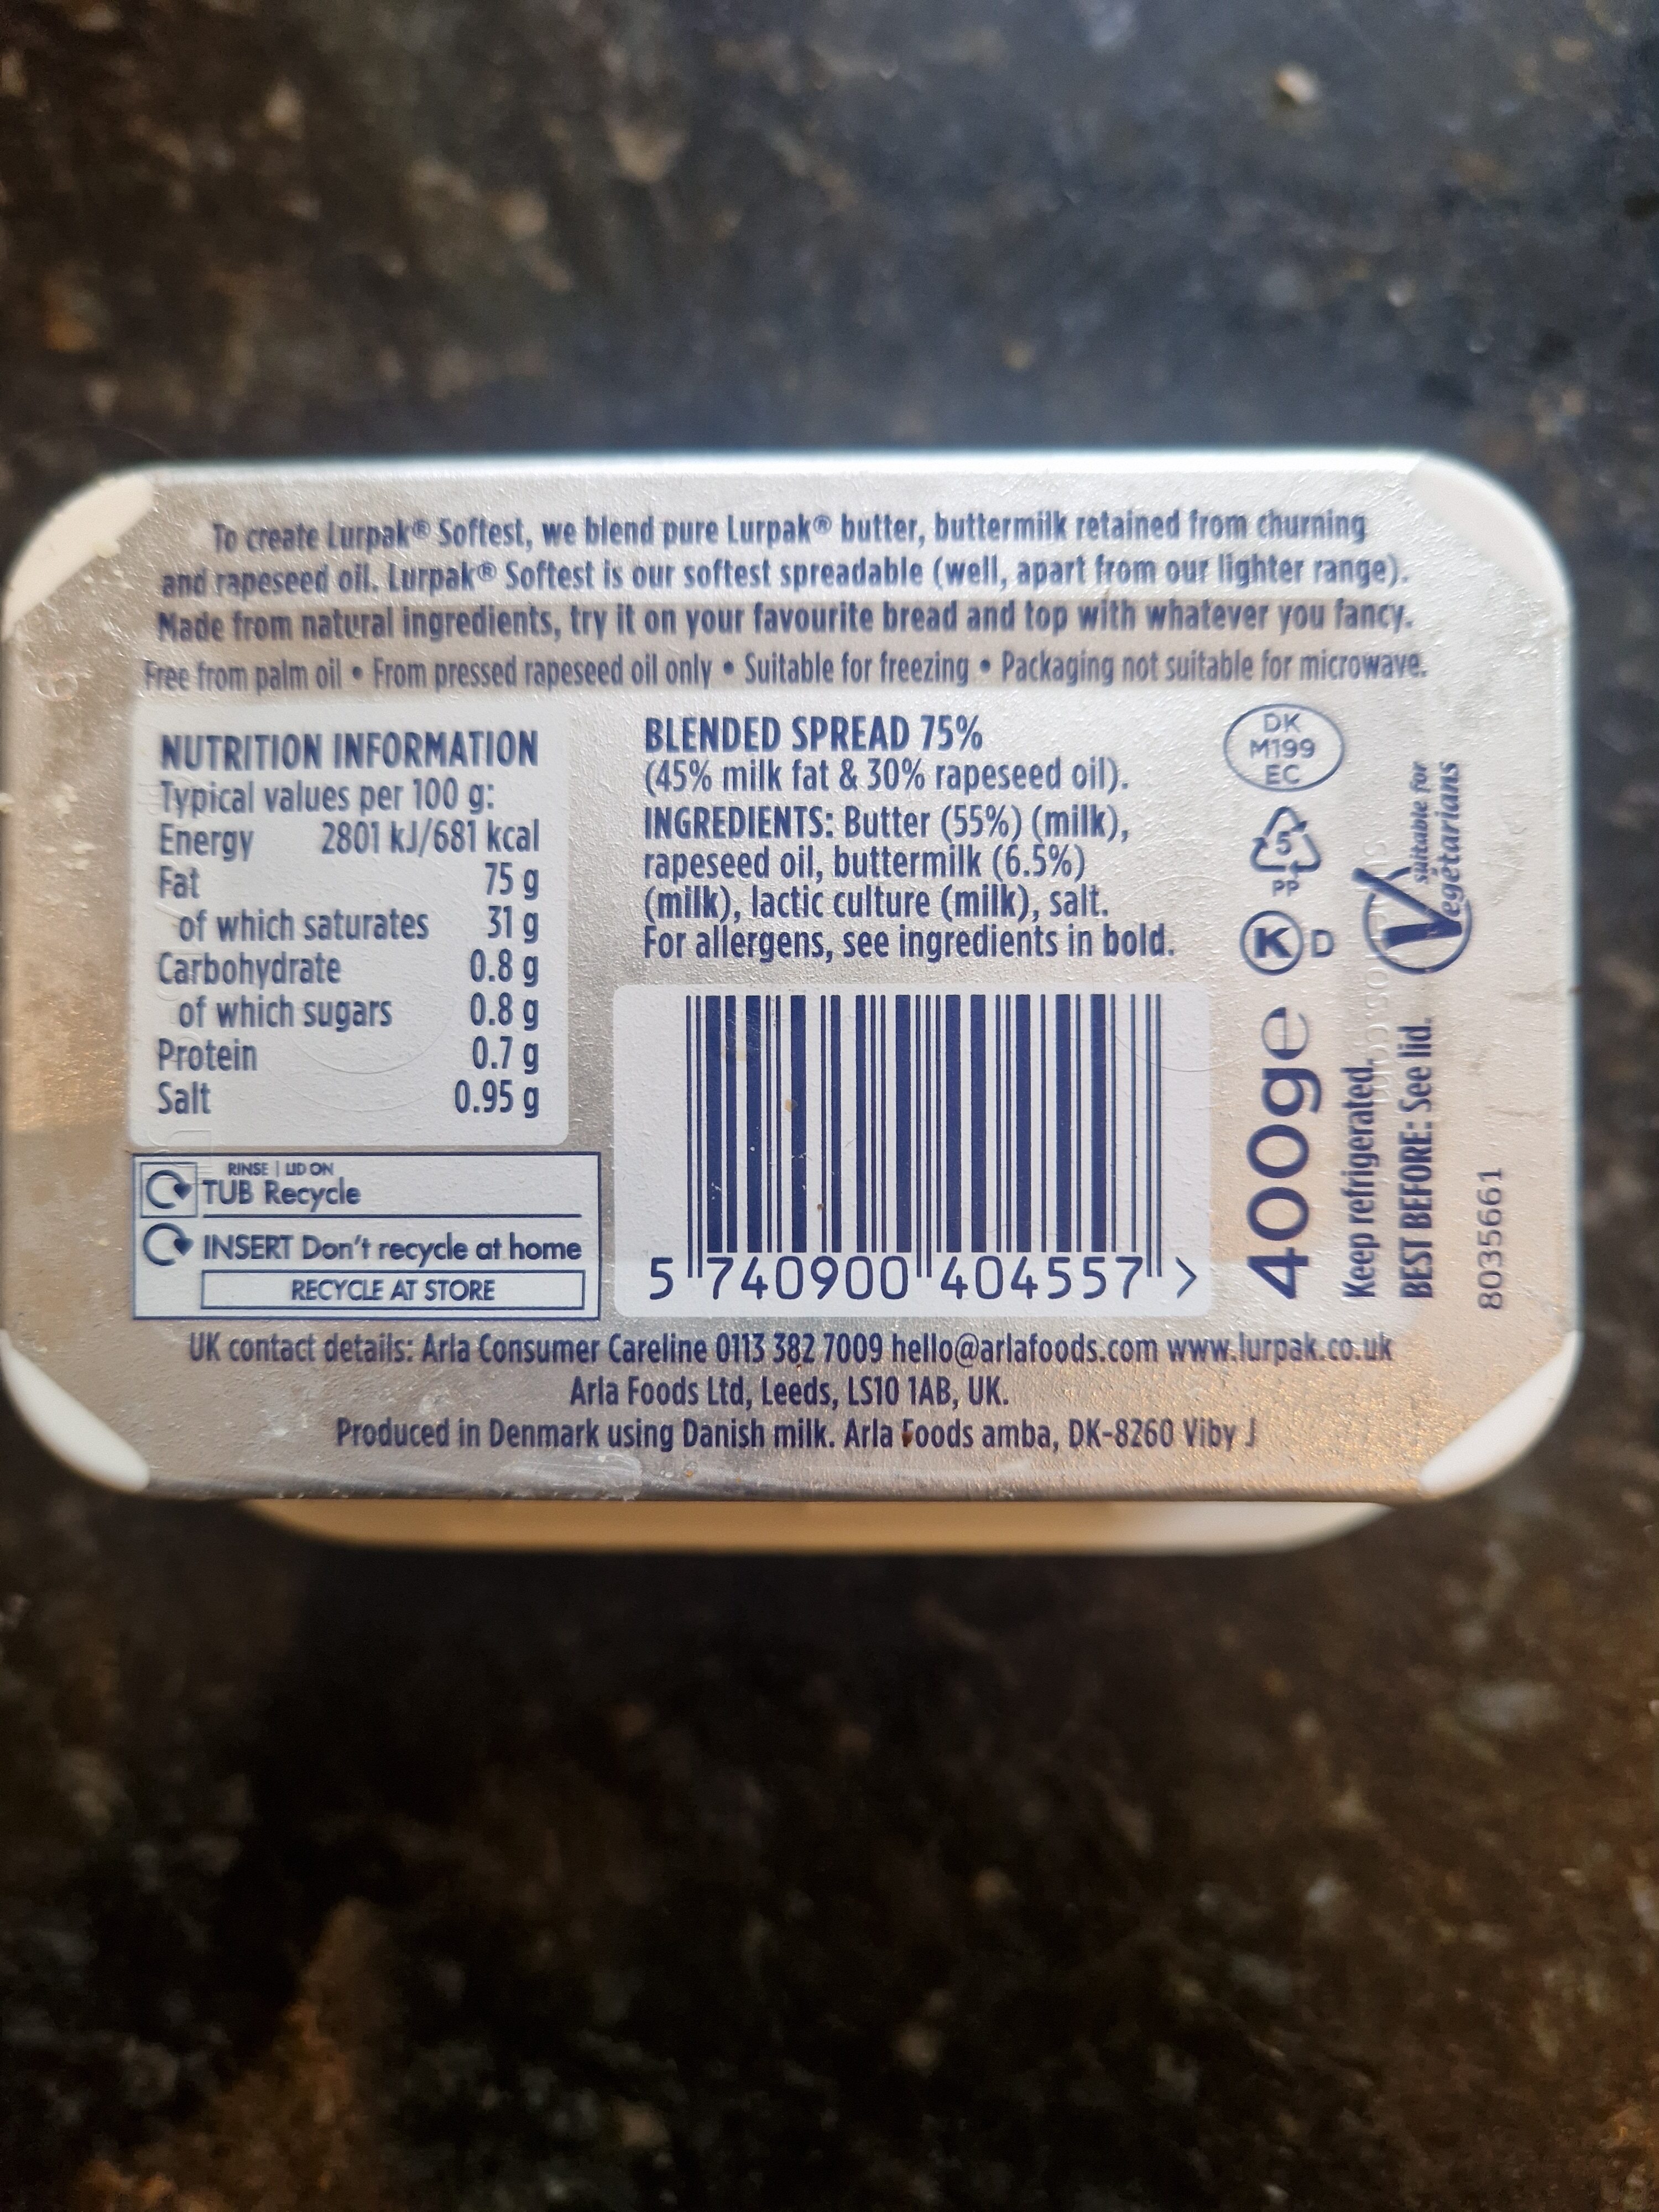 To create Lurpak® Softest, we blend pure Lurpak® butter, buttermilk retained from churning
and rapeseed oil. Lurpak® Softest is our softest spreadable (well, apart from our lighter range).
Made from natural ingredients, try it on your favourite bread and top with whatever you fancy.
Free from palm oil • From pressed rapeseed oil only • Suitable for freezing • Packaging not suitable for microwave.
NUTRITION INFORMATION
Typical values per 100 g:
Energy 2801 kJ/681 kcal
Fat 75 g
of which saturates 31 g
Carbohydrate 0.8 g
of which sugars 0.8 g
Protein 0.7 g
Salt 0.95 g
RINSE | LID ON
TUB Recycle
INSERT Don't recycle at home
RECYCLE AT STORE
BLENDED SPREAD 75%
(45% milk fat & 30% rapeseed oil).
INGREDIENTS: Butter (55%) (milk),
rapeseed oil, buttermilk (6.5%)
(milk), lactic culture (milk), salt.
For allergens, see ingredients in bold.
5 740900 404557 >
DK
M199
EC
5
PP
K D
400g e
suitable for
Vegetarians
Keep refrigerated.
BEST BEFORE: See lid.
8035661
UK contact details: Arla Consumer Careline 0113 382 7009 hello@arlafoods.com www.lurpak.co.uk
Arla Foods Ltd, Leeds, LS10 1AB, UK.
Produced in Denmark using Danish milk. Arla Foods amba, DK-8260 Viby J